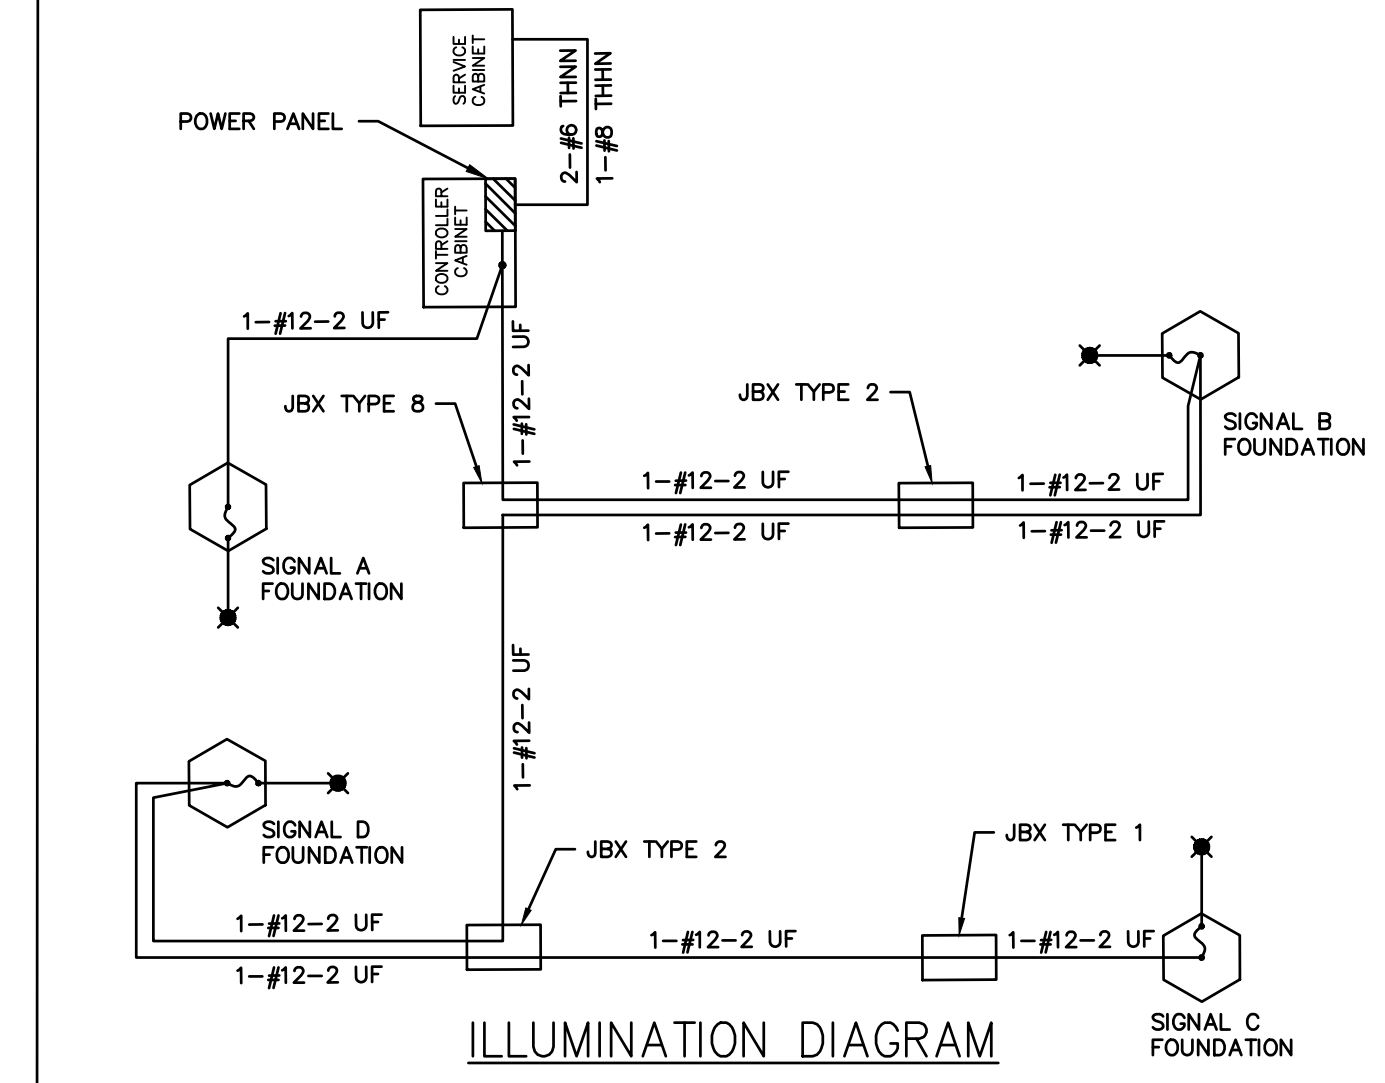 SERVICE
CABINET
2-#6 THNN
1-#8 THHN
POWER PANEL
CONTROLLER
CABINET
1-#12-2 UF
1-#12-2 UF
JBX TYPE 8
JBX TYPE 2
SIGNAL B
FOUNDATION
1-#12-2 UF
1-#12-2 UF
1-#12-2 UF
1-#12-2 UF
SIGNAL A
FOUNDATION
1-#12-2 UF
SIGNAL D
FOUNDATION
JBX TYPE 2
JBX TYPE 1
1-#12-2 UF
1-#12-2 UF
1-#12-2 UF
1-#12-2 UF
SIGNAL C
FOUNDATION
ILLUMINATION DIAGRAM